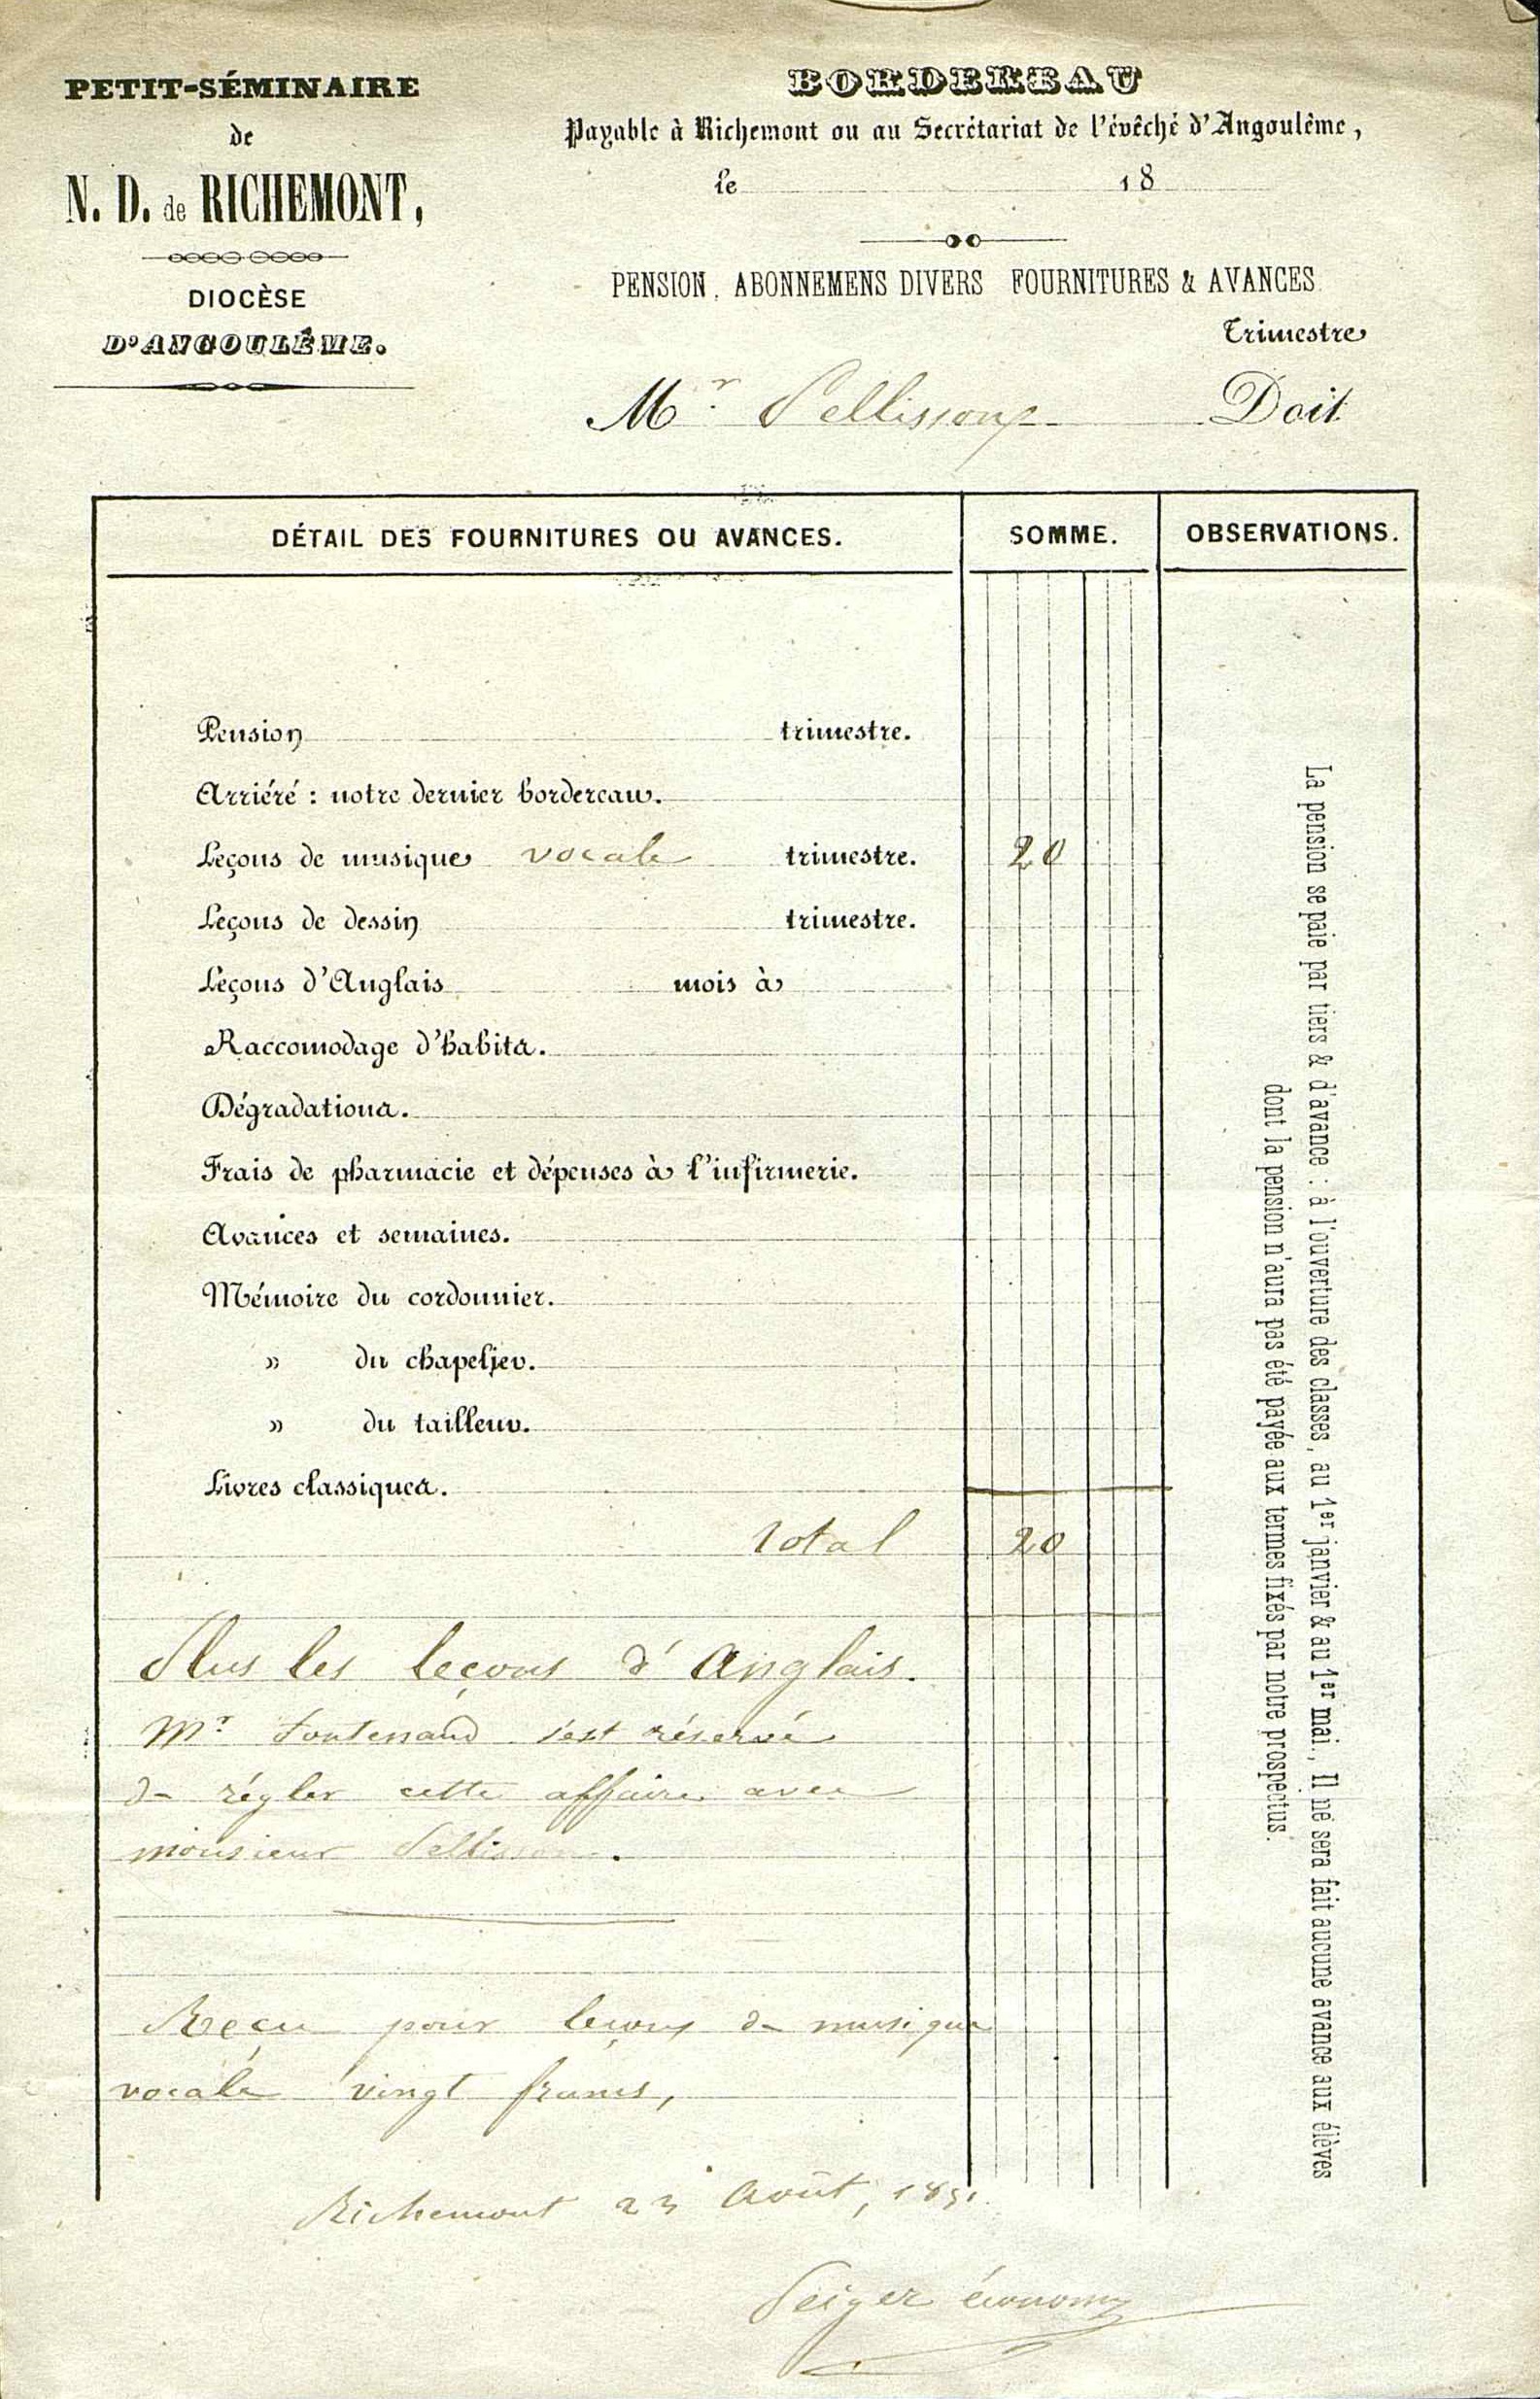 PETIT-SÉMINAIRE
de
N. D. de RICHEMONT,
DIOCÈSE
D'ANGOULÊME.
BORDEREAU
Payable à Richemont ou au Secrétariat de l'évêché d'Angoulême,
le 18
PENSION, ABONNEMENS DIVERS FOURNITURES & AVANCES
Trimestre
Mr. Pellisson Doit
DÉTAIL DES FOURNITURES OU AVANCES. SOMME. OBSERVATIONS.
Pension trimestre.
Arriéré : notre dernier bordereau.
Leçons de musique vocale trimestre. 20
Leçons de dessin trimestre.
Leçons d'Anglais mois à
Raccomodage d'habits.
Dégradations.
Frais de pharmacie et dépenses à l'infirmerie.
Avances et semaines.
Mémoire du cordonnier.
» du chapelier.
» du tailleur.
Livres classiques.
Total 20
Plus les leçons d'Anglais.
Mr. Fontenaud s'est réservé
de régler cette affaire avec
monsieur Pellisson.
Reçu pour leçons de musique
vocale vingt francs,
Richemont 23 Août, 1851.
économe
La pension se paie par tiers & d'avance : à l'ouverture des classes, au 1er janvier & au 1er mai., Il ne sera fait aucune avance aux élèves
dont la pension n'aura pas été payée aux termes fixés par notre prospectus.